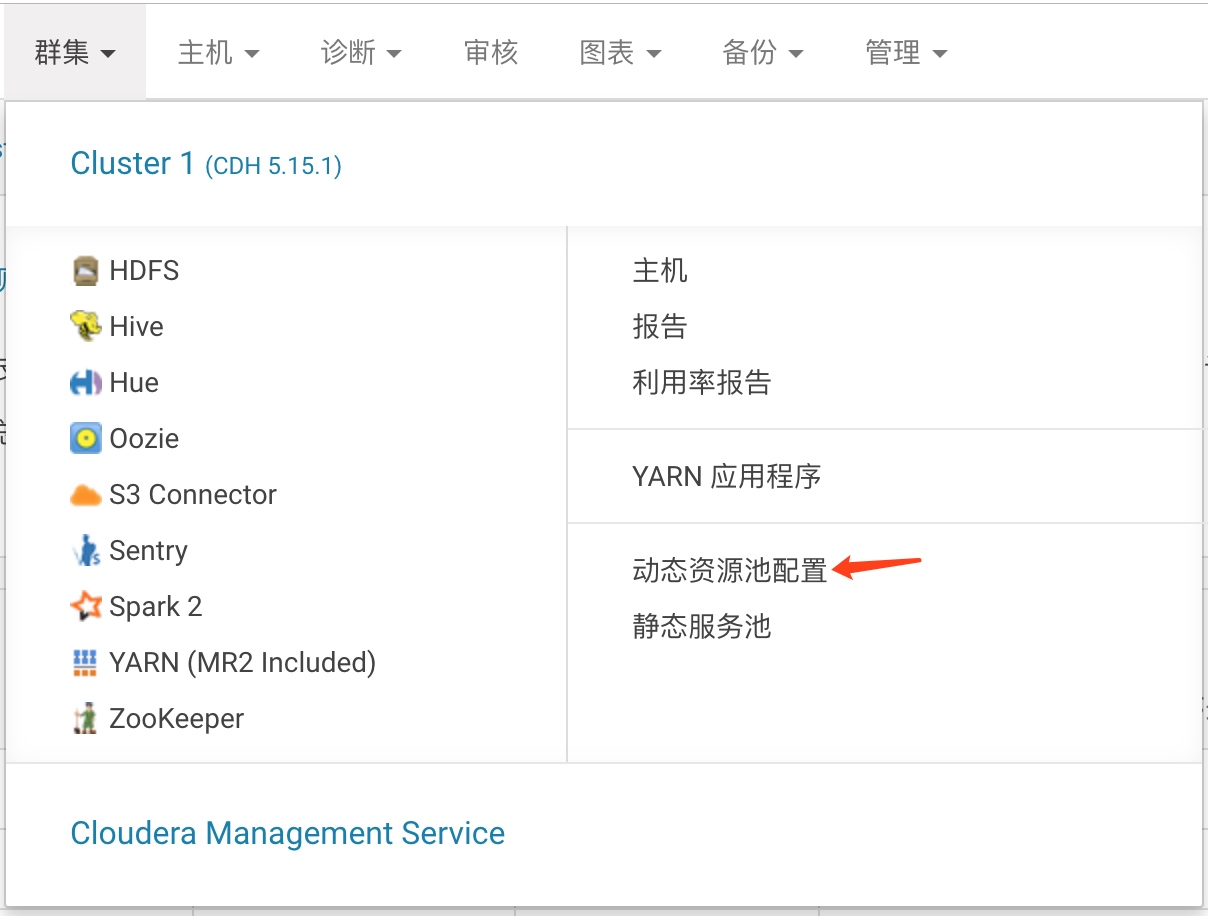 群集 主机 诊断 审核 图表 备份 管理
Cluster 1 (CDH 5.15.1)
HDFS
Hive
Hue
Oozie
S3 Connector
Sentry
Spark 2
YARN (MR2 Included)
ZooKeeper
主机
报告
利用率报告
YARN 应用程序
动态资源池配置
静态服务池
Cloudera Management Service